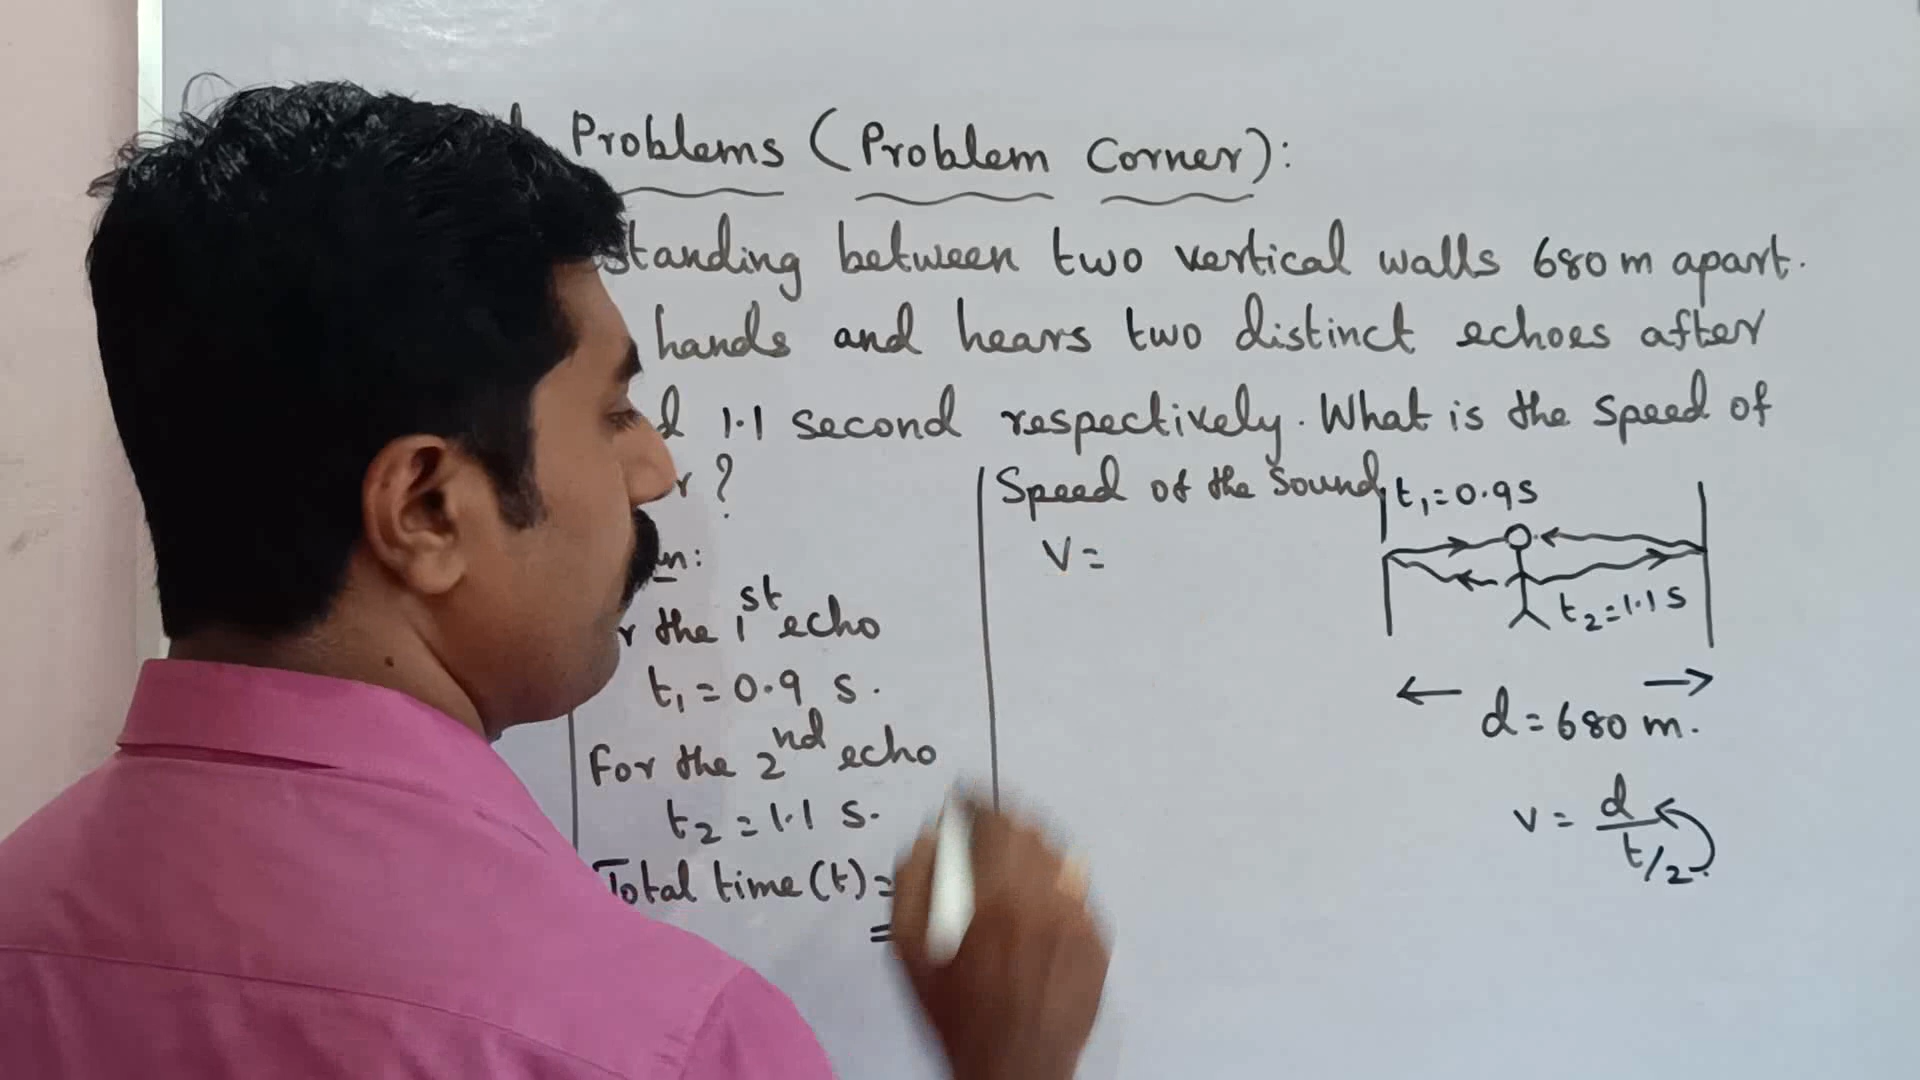 Problems (Problem Corner):
standing between two vertical walls 680 m apart.
hands and hears two distinct echoes after
1.1 second respectively. What is the speed of
?
the 1st echo
t1 = 0.9 s.
For the 2nd echo
t2 = 1.1 s.
Total time (t) =
=
Speed of the Sound,
V =
t1 = 0.9 s
t2 = 1.1 s
d = 680 m.
v = d
t/2